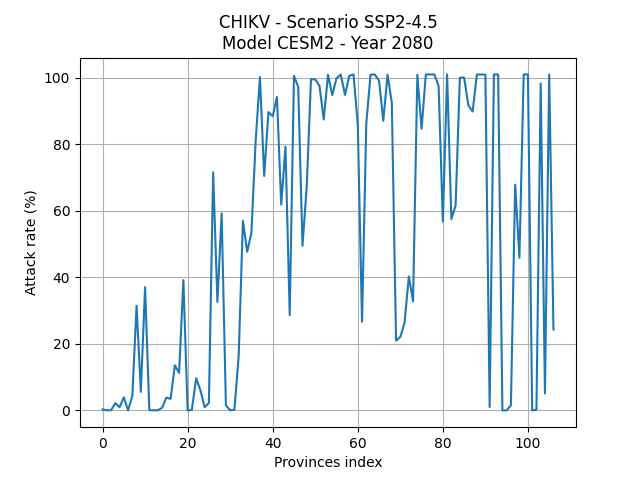 CHIKV - Scenario SSP2-4.5
Model CESM2 - Year 2080
Attack rate (%)
100
80
60
40
20
0
0 20 40 60 80 100
Provinces index